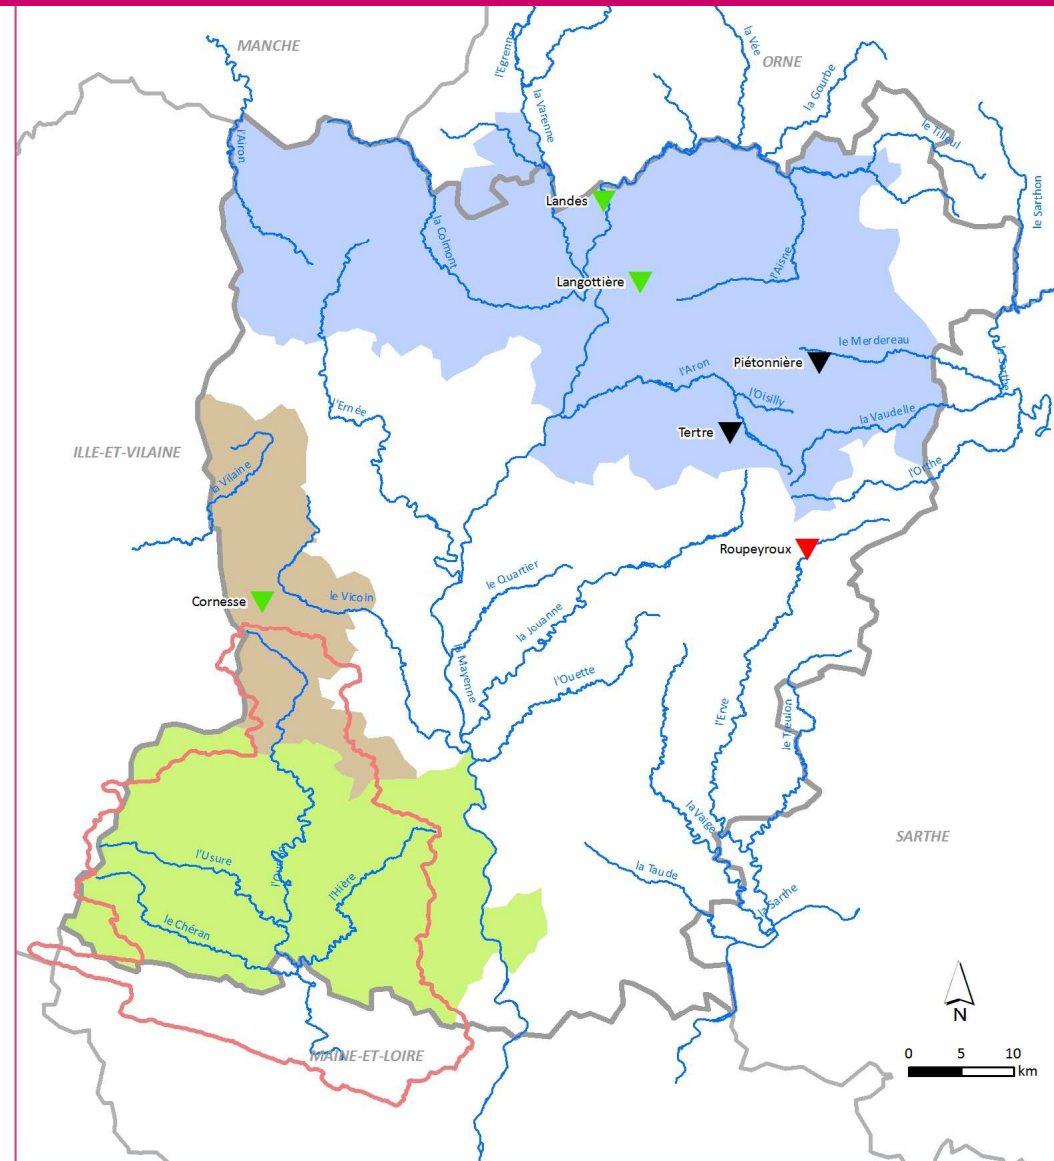 MANCHE
ORNE
l'Egrenne
la Vée
la Gourbe
la Varenne
l'Airon
le Tilleul
le Sarthon
Landes
la Colmont
l'Aisne
Langottière
le Merdereau
la Sarthe
Piétonnière
l'Aron
l'Oisilly
l'Ernée
la Vaudelle
Tertre
ILLE-ET-VILAINE
la Vilaine
l'Orthe
Roupeyroux
le Quartier
Cornesse
le Vicoin
la Jouanne
la Mayenne
l'Ouette
l'Erve
le Treulon
la Vaige
SARTHE
l'Usure
la Taude
l'Hière
la Sarthe
le Chéran
N
MAINE-ET-LOIRE
0 5 10
km